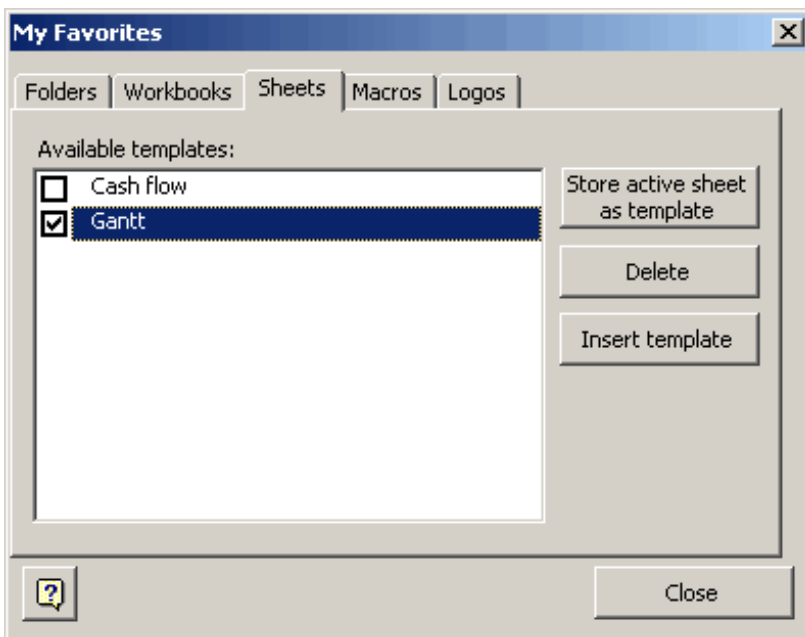 My Favorites
Folders Workbooks Sheets Macros Logos
Available templates:
Cash flow
Gantt
Store active sheet
as template
Delete
Insert template
?
Close